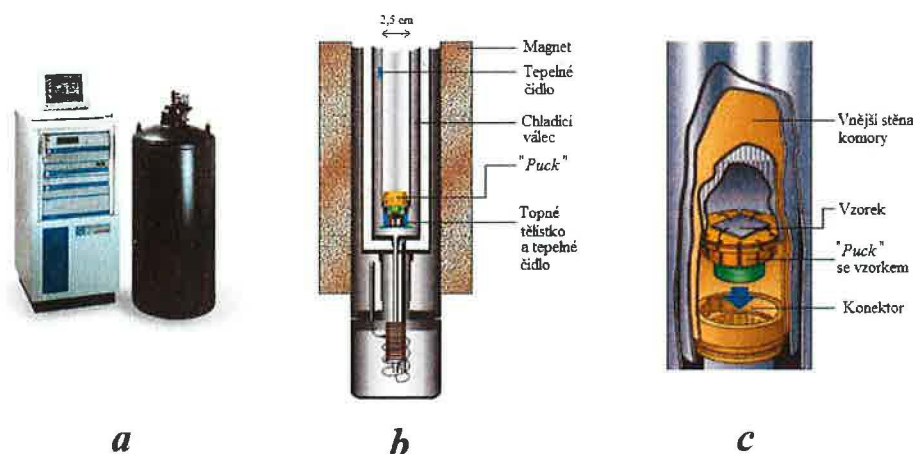 2,5 cm
Magnet
Tepelné
čidlo
Chladicí
válec
"Puck"
Topné
tělístko
a tepelné
čidlo
Vnější stěna
komory
Vzorek
"Puck"
se vzorkem
Konektor
a
b
c